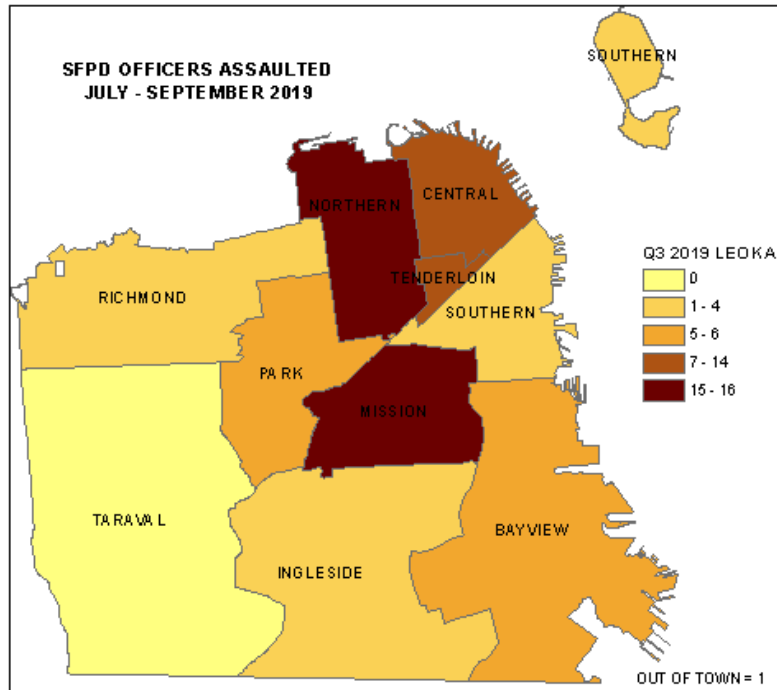 SFPD OFFICERS ASSAULTED
JULY - SEPTEMBER 2019
SOUTHERN
CENTRAL
NORTHERN
TENDERLOIN
RICHMOND
SOUTHERN
PARK
MISSION
TARAVAL
BAYVIEW
INGLESIDE
Q3 2019 LEOKA
0
1 - 4
5 - 6
7 - 14
15 - 16
OUT OF TOWN = 1